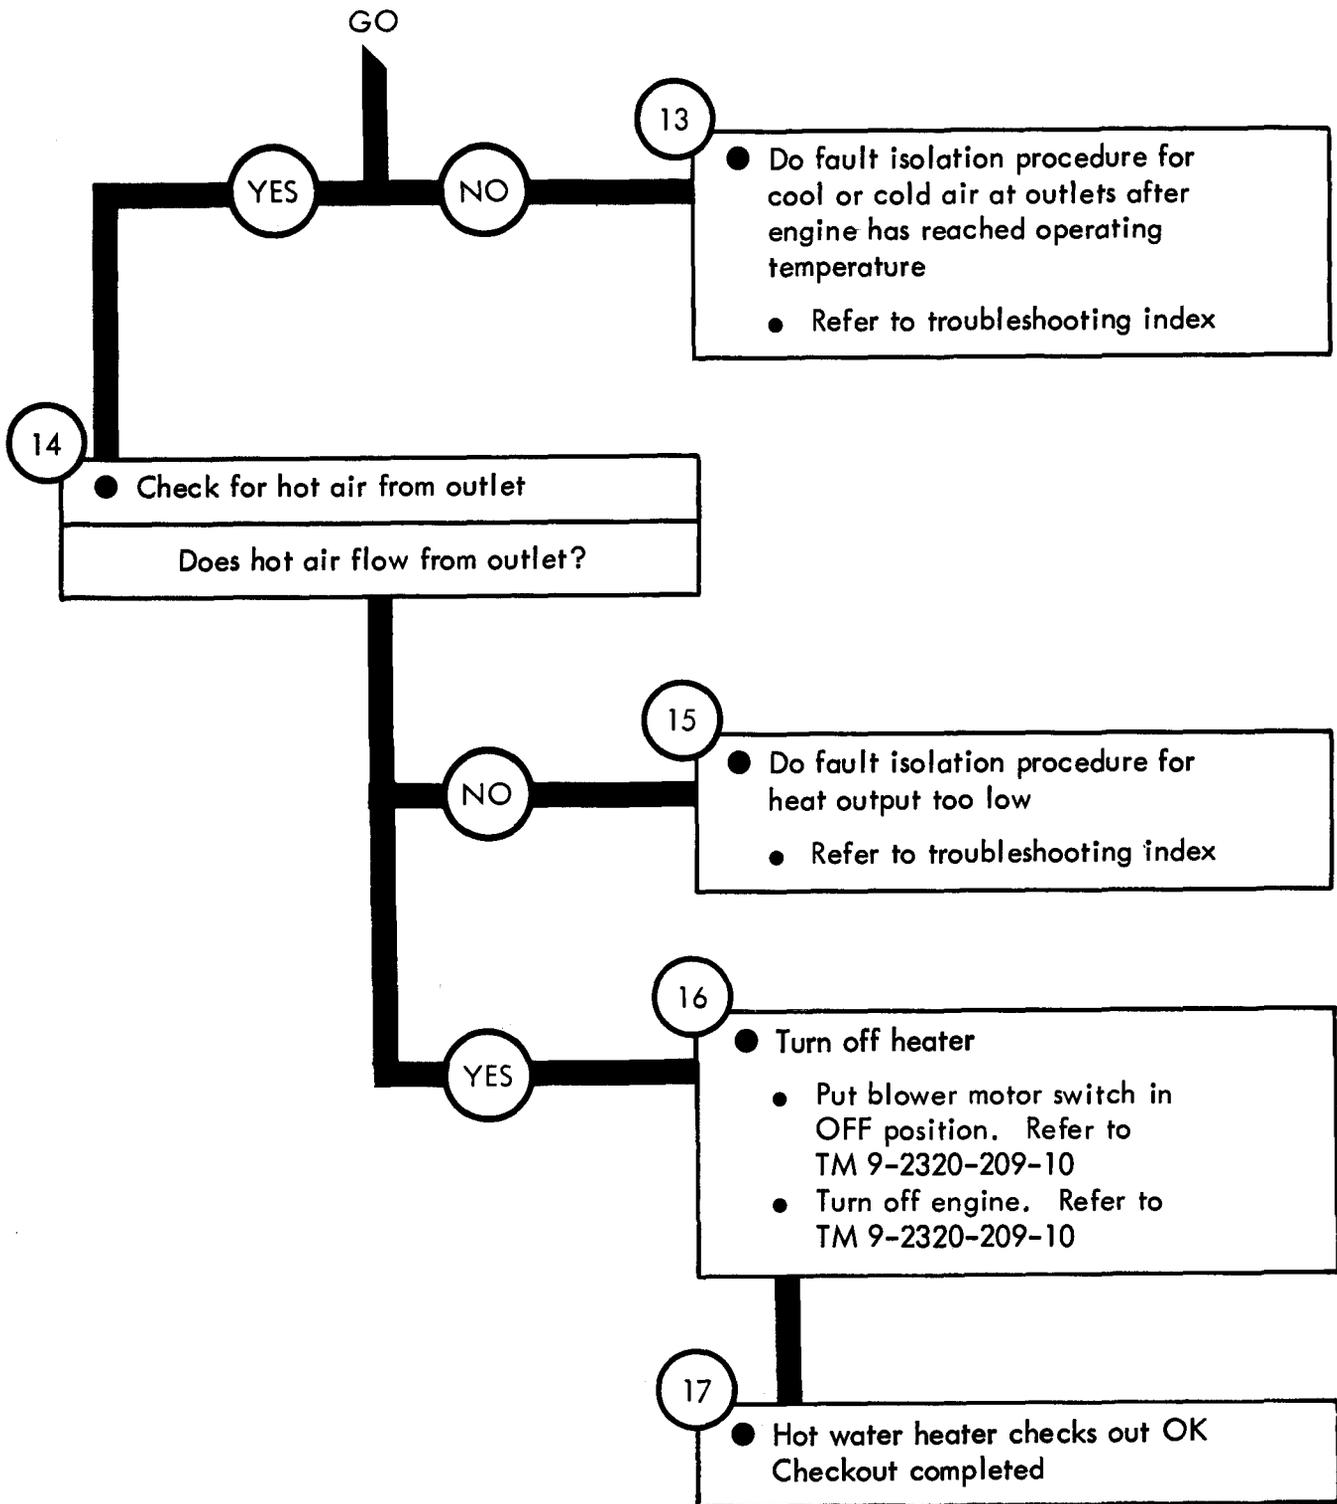 GO
YES
NO
13
● Do fault isolation procedure for
cool or cold air at outlets after
engine has reached operating
temperature
● Refer to troubleshooting index
14
● Check for hot air from outlet
Does hot air flow from outlet?
NO
15
● Do fault isolation procedure for
heat output too low
● Refer to troubleshooting index
YES
16
● Turn off heater
● Put blower motor switch in
OFF position. Refer to
TM 9-2320-209-10
● Turn off engine. Refer to
TM 9-2320-209-10
17
● Hot water heater checks out OK
Checkout completed